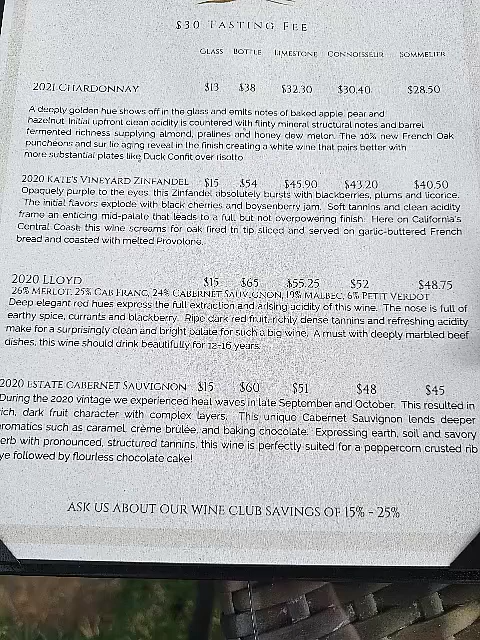 $30 TASTING FEE
GLASS BOTTLE LIMESTONE CONNOISSEUR SOMMELIER
2021 CHARDONNAY $13 $38 $32.30 $30.40 $28.50
A deeply golden hue shows off in the glass and emits notes of baked apple, pear and
hazelnut. Initial upfront clean acidity is countered with flinty mineral structural notes and barrel
fermented richness supplying almond, pralines and honey dew melon. The 10% new French Oak
puncheons and sur lie aging reveal in the finish creating a white wine that pairs better with
more substantial plates like Duck Confit over risotto.
2020 KATE'S VINEYARD ZINFANDEL $15 $54 $45.90 $43.20 $40.50
Opaquely purple to the eyes, this Zinfandel absolutely bursts with blackberries, plums and licorice.
The initial flavors explode with black cherries and boysenberry jam. Soft tannins and clean acidity
frame an enticing mid-palate that leads to a full but not overpowering finish. Here on California's
Central Coast this wine screams for oak fired tri tip sliced and served on garlic-buttered French
bread and coasted with melted Provolone.
2020 LLOYD $15 $65 $55.25 $52 $48.75
26% MERLOT, 25% CAB FRANC, 24% CABERNET SAUVIGNON, 19% MALBEC, 6% PETIT VERDOT
Deep elegant red hues express the full extraction and arising acidity of this wine. The nose is full of
earthy spice, currants and blackberry. Ripe dark red fruit, richly dense tannins and refreshing acidity
make for a surprisingly clean and bright palate for such a big wine. A must with deeply marbled beef
dishes, this wine should drink beautifully for 12-16 years.
2020 ESTATE CABERNET SAUVIGNON $15 $60 $51 $48 $45
During the 2020 vintage we experienced heat waves in late September and October. This resulted in
ich, dark fruit character with complex layers. This unique Cabernet Sauvignon lends deeper
aromatics such as caramel, crème brûlée, and baking chocolate. Expressing earth, soil and savory
erb with pronounced, structured tannins, this wine is perfectly suited for a peppercorn crusted rib
ye followed by flourless chocolate cake!
ASK US ABOUT OUR WINE CLUB SAVINGS OF 15% - 25%